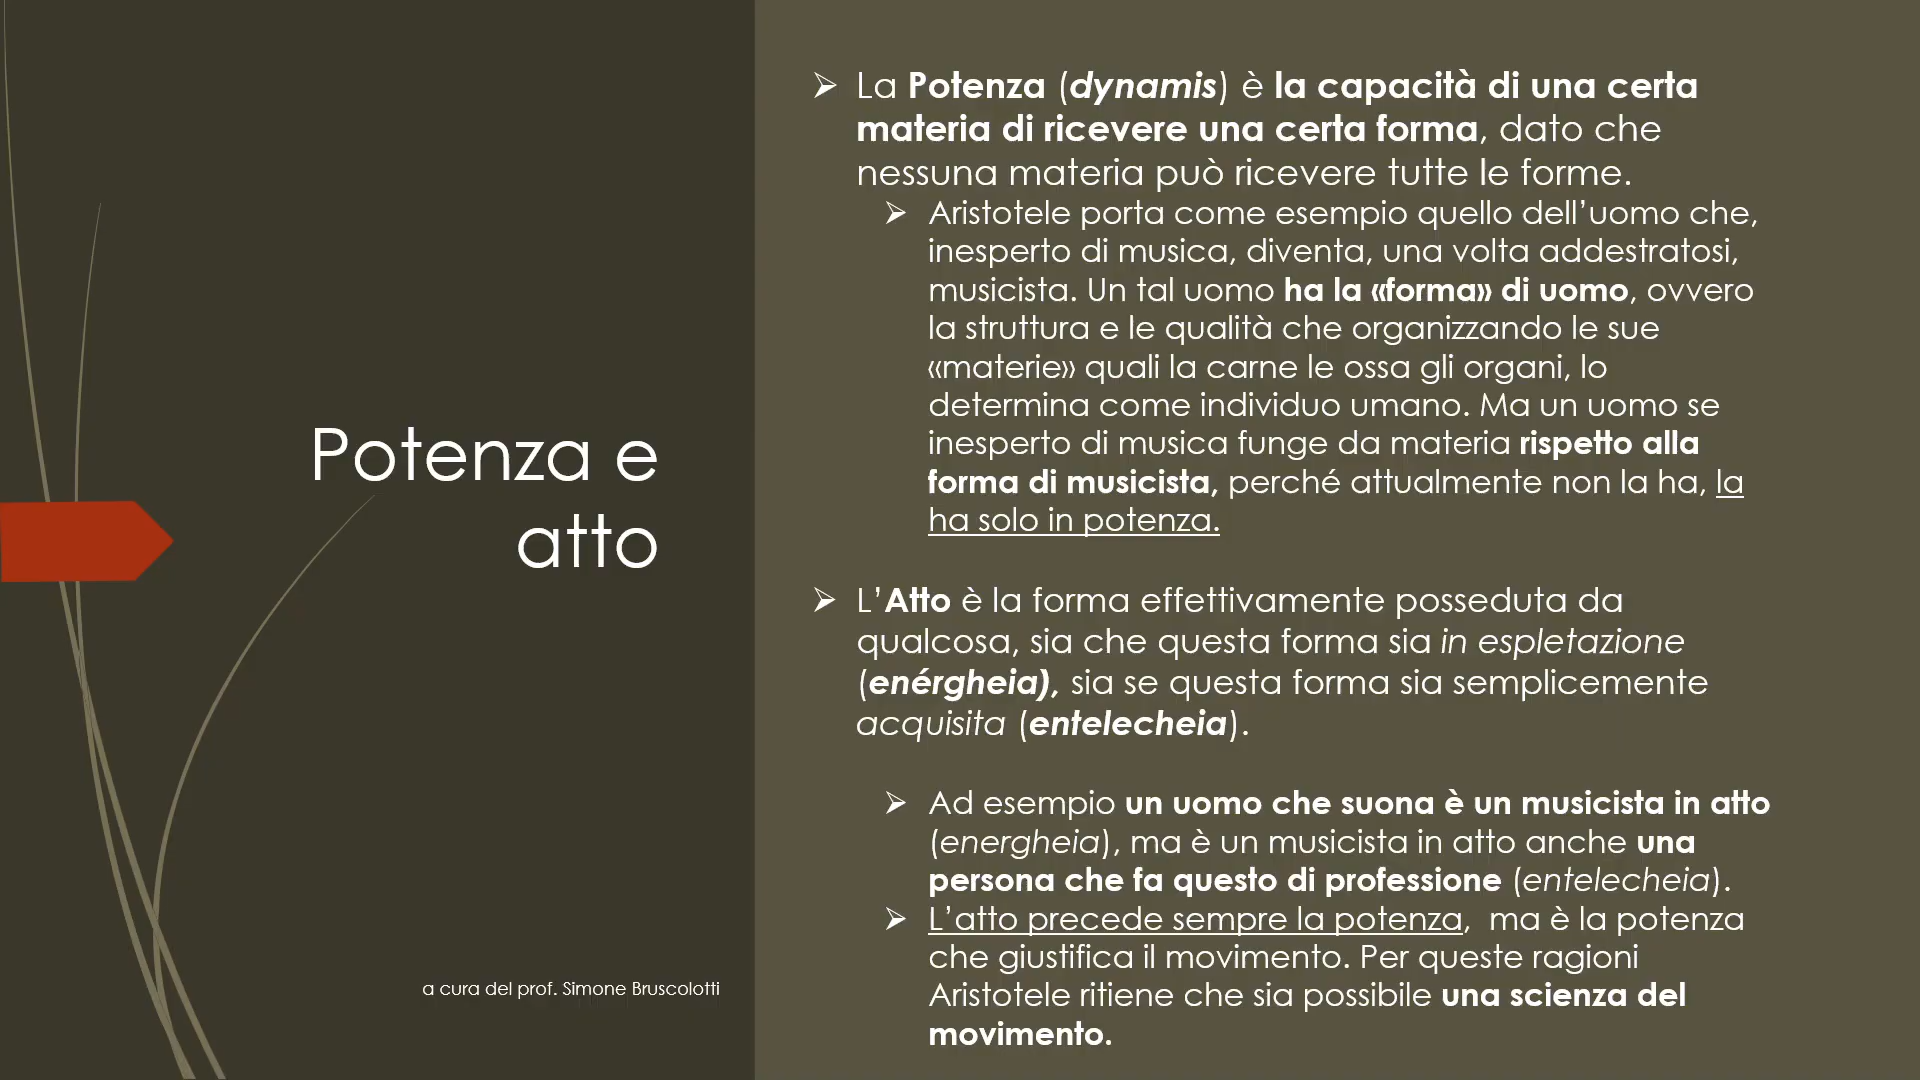 Potenza e
atto
a cura del prof. Simone Bruscolotti
➢ La Potenza (dynamis) è la capacità di una certa
materia di ricevere una certa forma, dato che
nessuna materia può ricevere tutte le forme.
➢ Aristotele porta come esempio quello dell’uomo che,
inesperto di musica, diventa, una volta addestratosi,
musicista. Un tal uomo ha la «forma» di uomo, ovvero
la struttura e le qualità che organizzando le sue
«materie» quali la carne le ossa gli organi, lo
determina come individuo umano. Ma un uomo se
inesperto di musica funge da materia rispetto alla
forma di musicista, perché attualmente non la ha, la
ha solo in potenza.
➢ L’Atto è la forma effettivamente posseduta da
qualcosa, sia che questa forma sia in espletazione
(enérgheia), sia se questa forma sia semplicemente
acquisita (entelecheia).
➢ Ad esempio un uomo che suona è un musicista in atto
(energheia), ma è un musicista in atto anche una
persona che fa questo di professione (entelecheia).
➢ L’atto precede sempre la potenza, ma è la potenza
che giustifica il movimento. Per queste ragioni
Aristotele ritiene che sia possibile una scienza del
movimento.